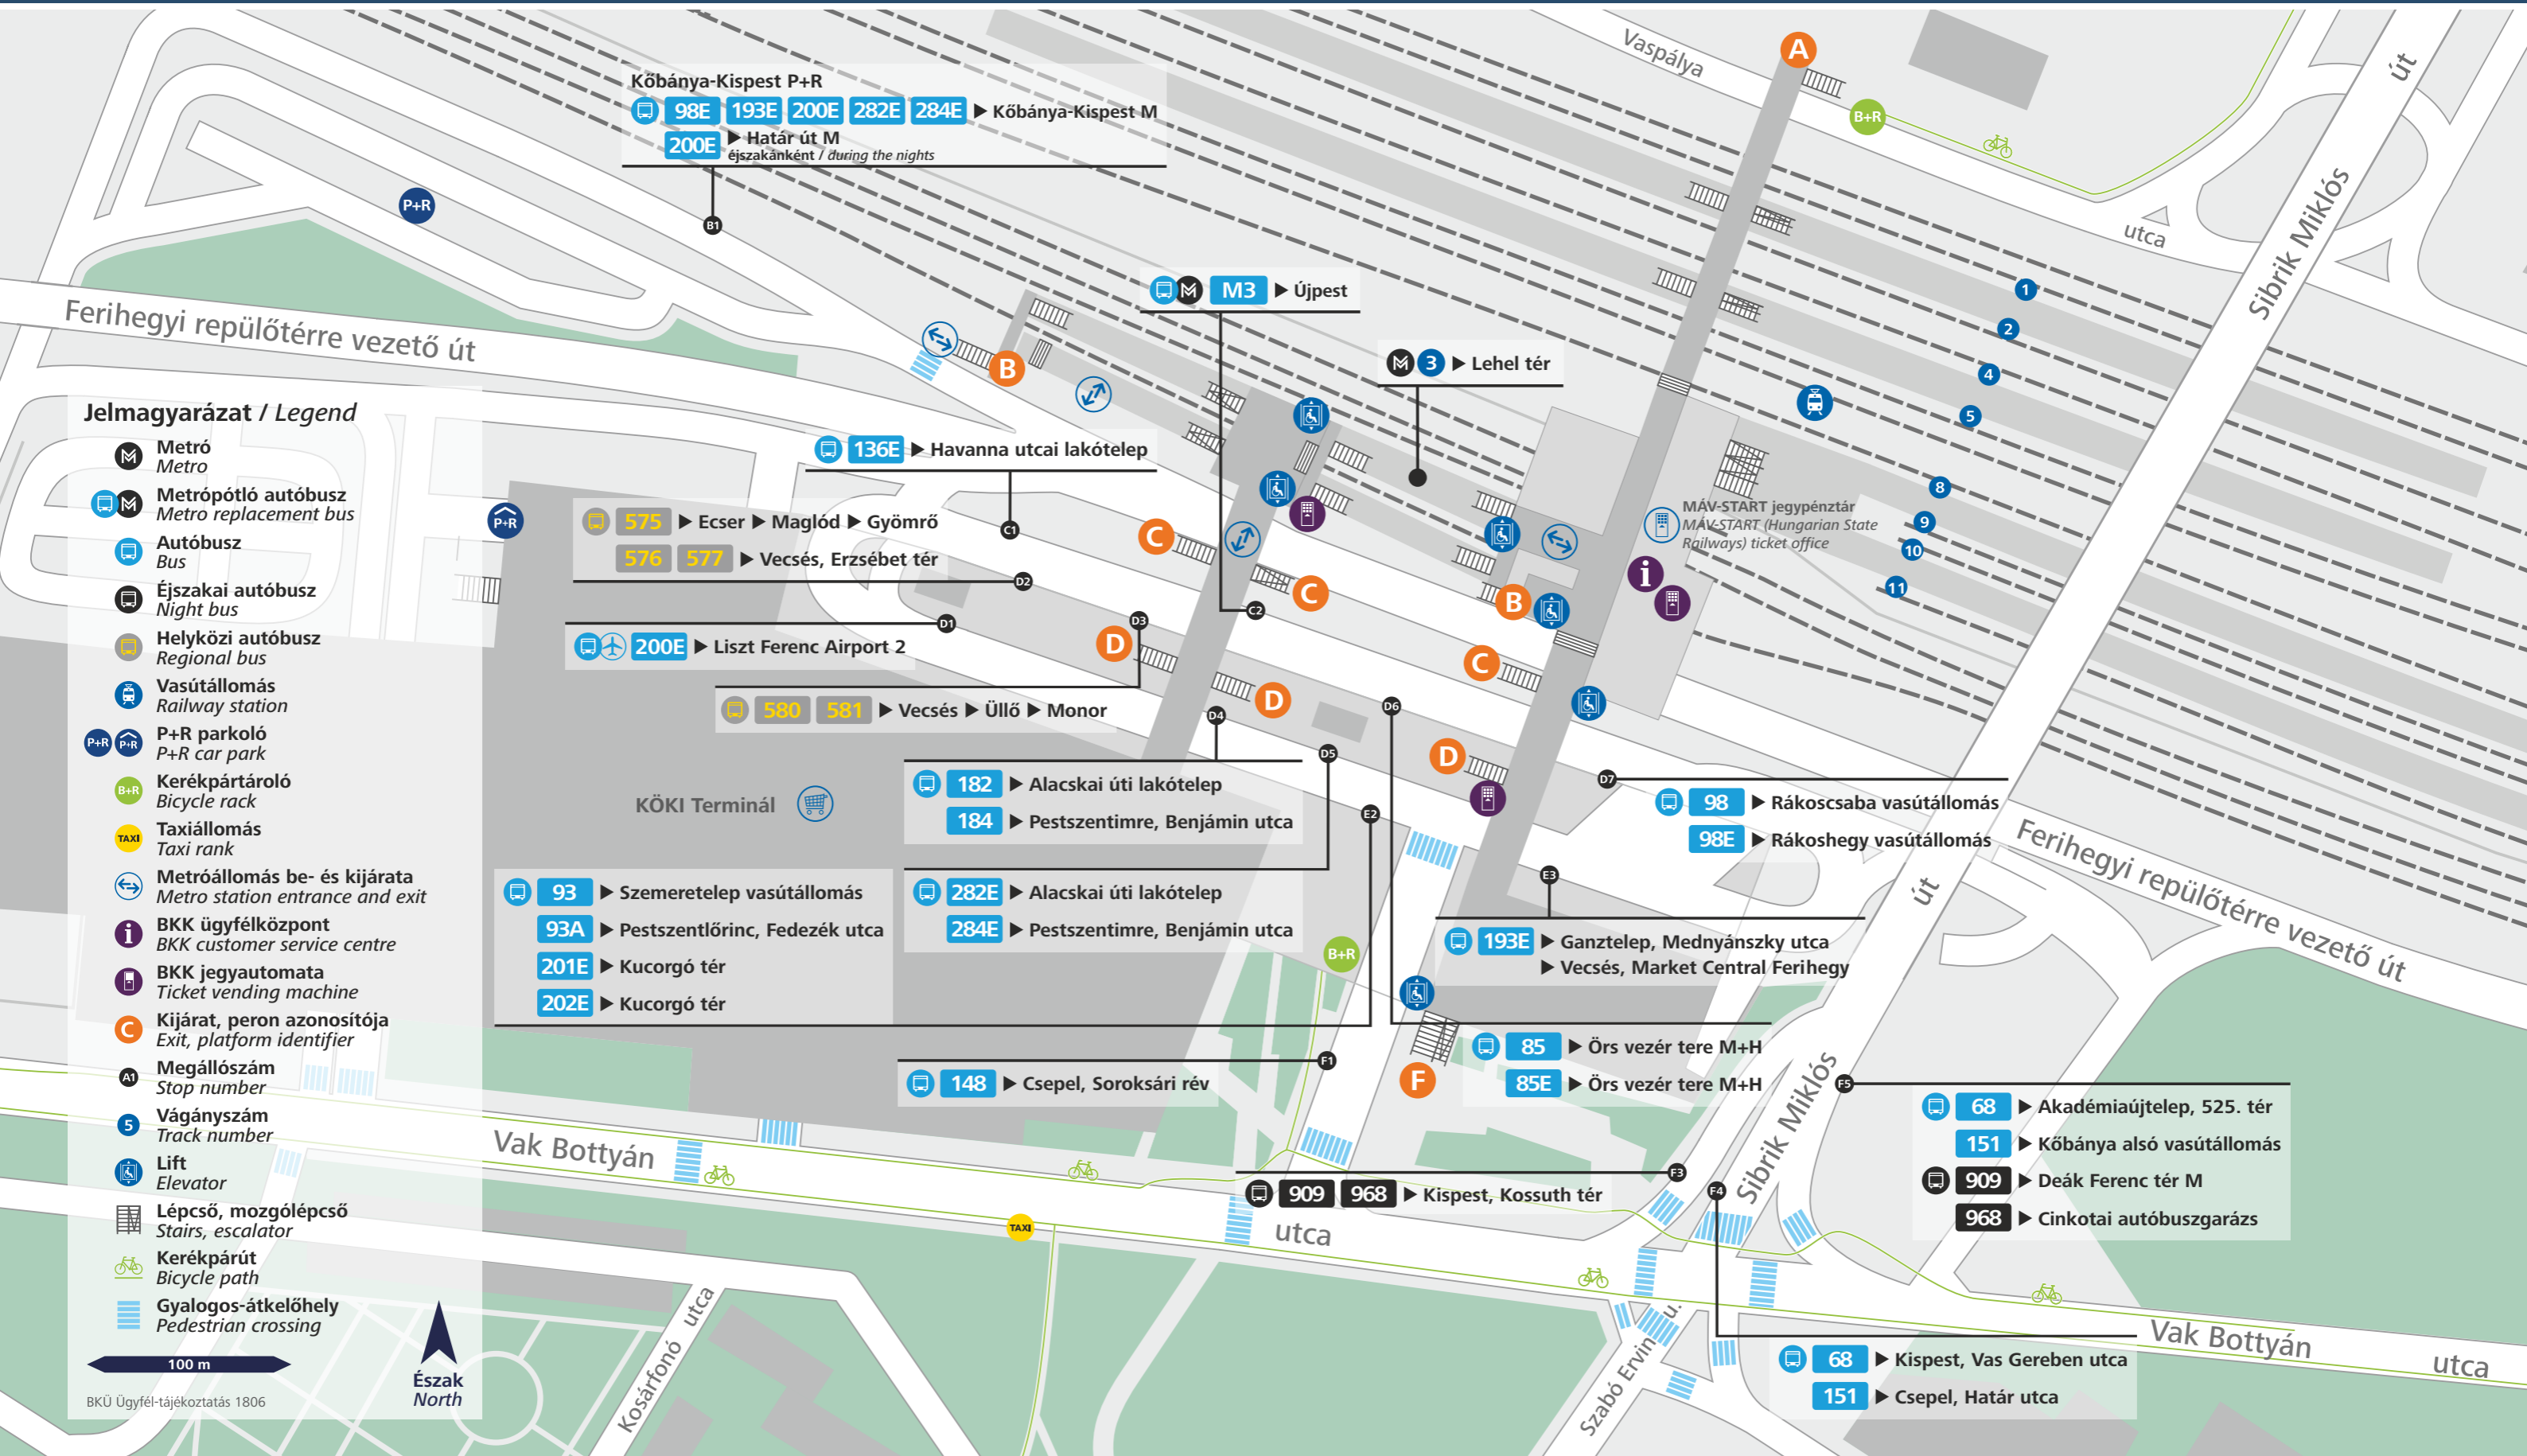 Kőbánya-Kispest P+R
98E 193E 200E 282E 284E ▶ Kőbánya-Kispest M
200E ▶ Határ út M
éjszakánként / during the nights
B1
P+R
Vaspálya
utca
A
B+R
Sibrik Miklós
út
Ferihegyi repülőtérre vezető út
M3 ▶ Újpest
M 3 ▶ Lehel tér
B
1
2
4
5
8
9
10
11
136E ▶ Havanna utcai lakótelep
C1
P+R
575 ▶ Ecser ▶ Maglód ▶ Gyömrő
576 577 ▶ Vecsés, Erzsébet tér
D2
C
C
C2
B
MÁV-START jegypénztár
MÁV-START (Hungarian State
Railways) ticket office
i
D1
200E ▶ Liszt Ferenc Airport 2
D3
D
C
580 581 ▶ Vecsés ▶ Üllő ▶ Monor
D
D4
D6
D5
D
D7
KÖKI Terminál
182 ▶ Alacskai úti lakótelep
184 ▶ Pestszentimre, Benjámin utca
E2
98 ▶ Rákoscsaba vasútállomás
98E ▶ Rákoshegy vasútállomás
Ferihegyi repülőtérre vezető út
93 ▶ Szemeretelep vasútállomás
93A ▶ Pestszentlőrinc, Fedezék utca
201E ▶ Kucorgó tér
202E ▶ Kucorgó tér
282E ▶ Alacskai úti lakótelep
284E ▶ Pestszentimre, Benjámin utca
E3
193E ▶ Ganztelep, Mednyánszky utca
▶ Vecsés, Market Central Ferihegy
B+R
út
F1
148 ▶ Csepel, Soroksári rév
F
85 ▶ Örs vezér tere M+H
85E ▶ Örs vezér tere M+H
Sibrik Miklós
F5
68 ▶ Akadémiaújtelep, 525. tér
151 ▶ Kőbánya alsó vasútállomás
909 ▶ Deák Ferenc tér M
968 ▶ Cinkotai autóbuszgarázs
Vak Bottyán
utca
F3
909 968 ▶ Kispest, Kossuth tér
F4
TAXI
Kosárfonó utca
Szabó Ervin u.
68 ▶ Kispest, Vas Gereben utca
151 ▶ Csepel, Határ utca
Vak Bottyán
utca
Jelmagyarázat / Legend
Metró
Metro
Metrópótló autóbusz
Metro replacement bus
Autóbusz
Bus
Éjszakai autóbusz
Night bus
Helyközi autóbusz
Regional bus
Vasútállomás
Railway station
P+R P+R P+R parkoló
P+R car park
B+R Kerékpártároló
Bicycle rack
TAXI Taxiállomás
Taxi rank
Metróállomás be- és kijárata
Metro station entrance and exit
i BKK ügyfélközpont
BKK customer service centre
BKK jegyautomata
Ticket vending machine
C Kijárat, peron azonosítója
Exit, platform identifier
A1 Megállószám
Stop number
5 Vágányszám
Track number
Lift
Elevator
Lépcső, mozgólépcső
Stairs, escalator
Kerékpárút
Bicycle path
Gyalogos-átkelőhely
Pedestrian crossing
100 m
Észak
North
BKÜ Ügyfél-tájékoztatás 1806